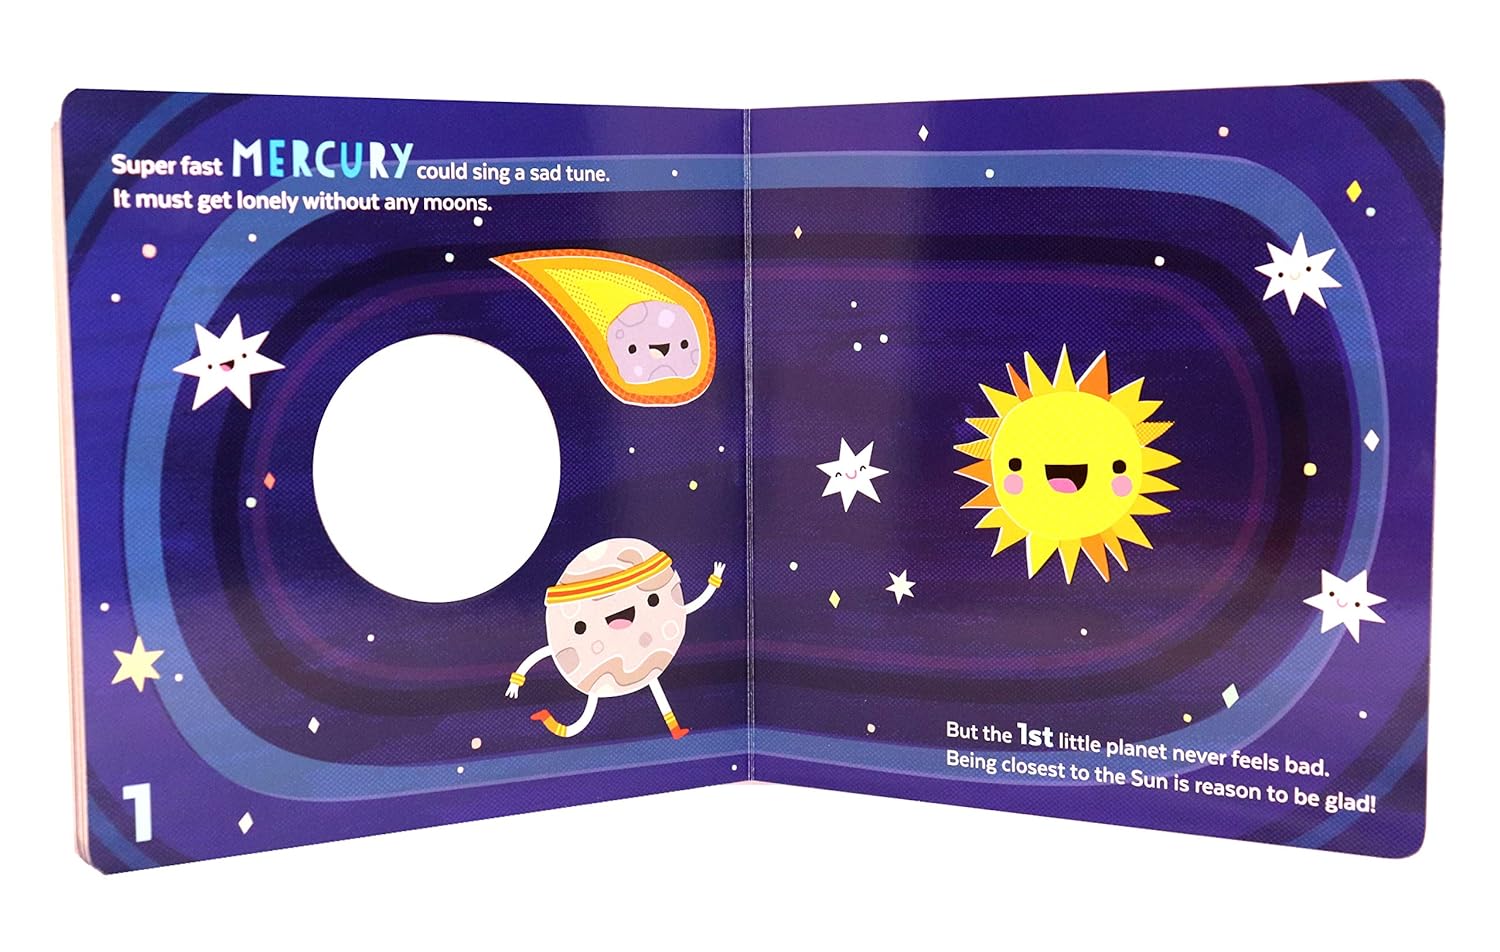 Super fast MERCURY could sing a sad tune.
It must get lonely without any moons.
1
But the 1st little planet never feels bad.
Being closest to the Sun is reason to be glad!